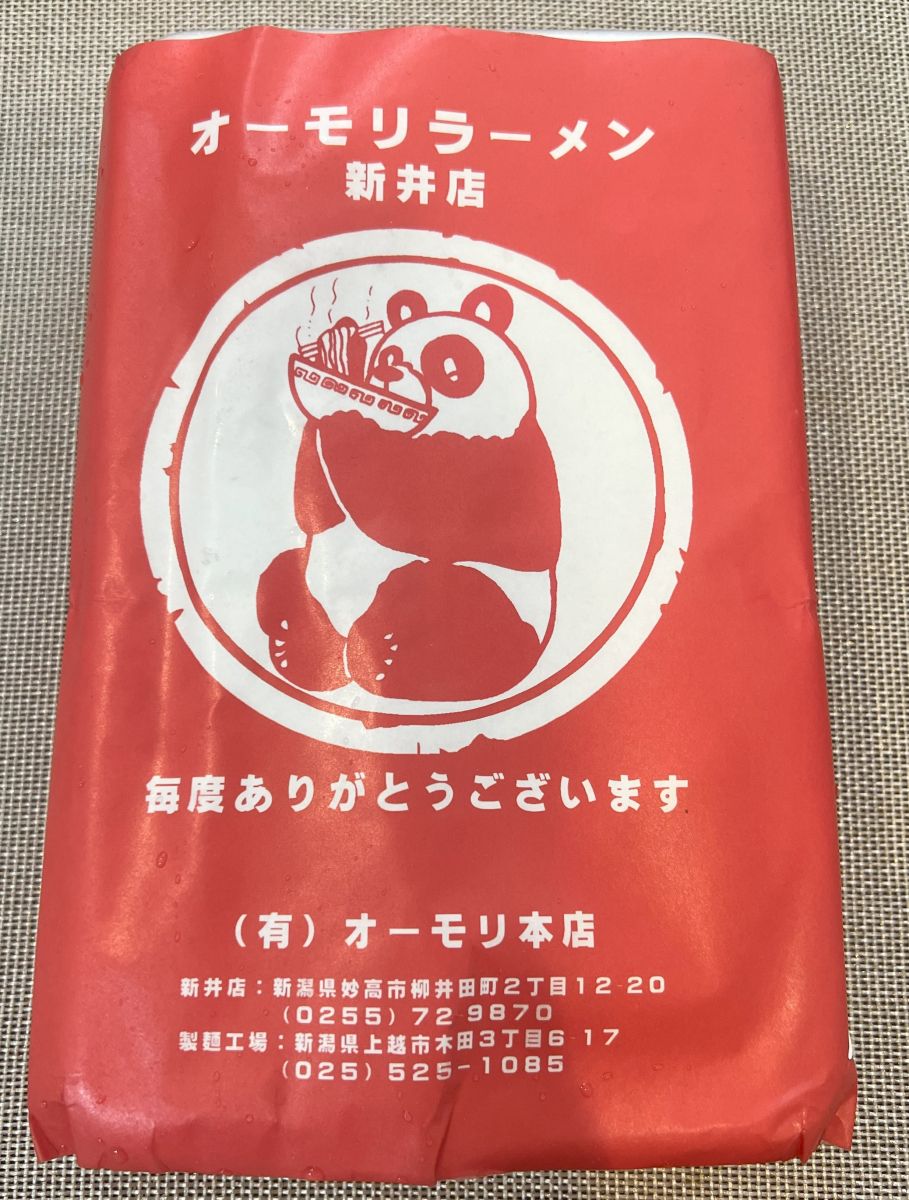 オーモリラーメン
新井店
毎度ありがとうございます
(有)オーモリ本店
新井店:新潟県妙高市柳井田町2丁目12-20
(0255)72-9870
製麺工場:新潟県上越市木田3丁目6-17
(025)525-1085